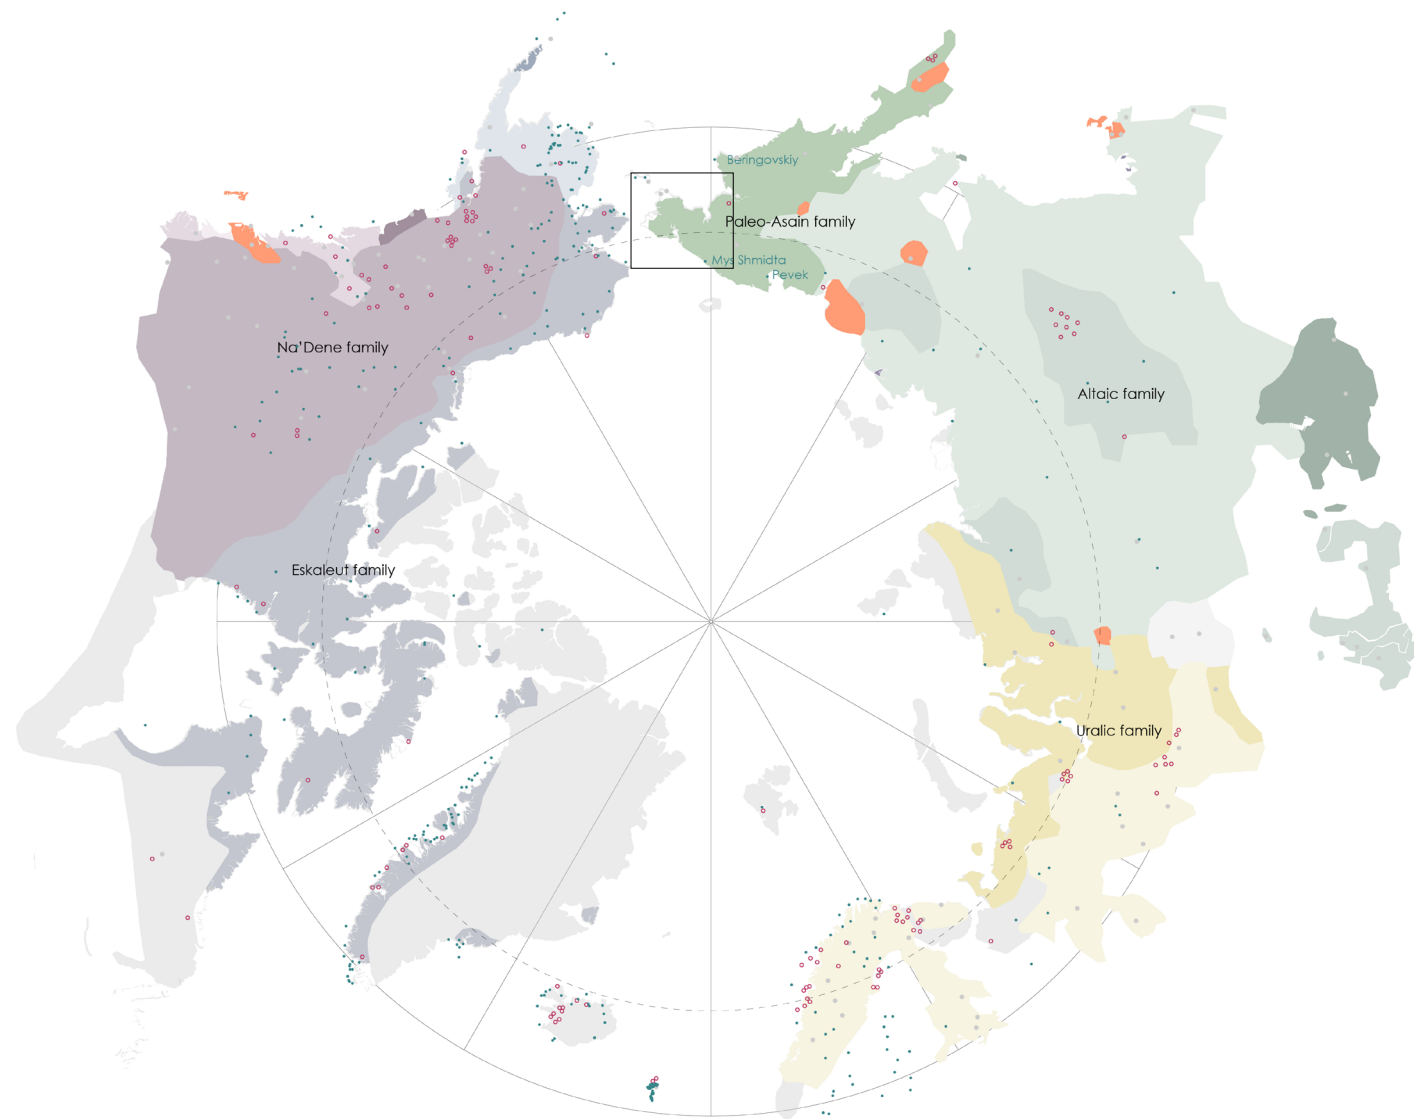 Beringovskiy
Paleo-Asain family
Mys Shmidta
Pevek
Na'Dene family
Altaic family
Eskaleut family
Uralic family